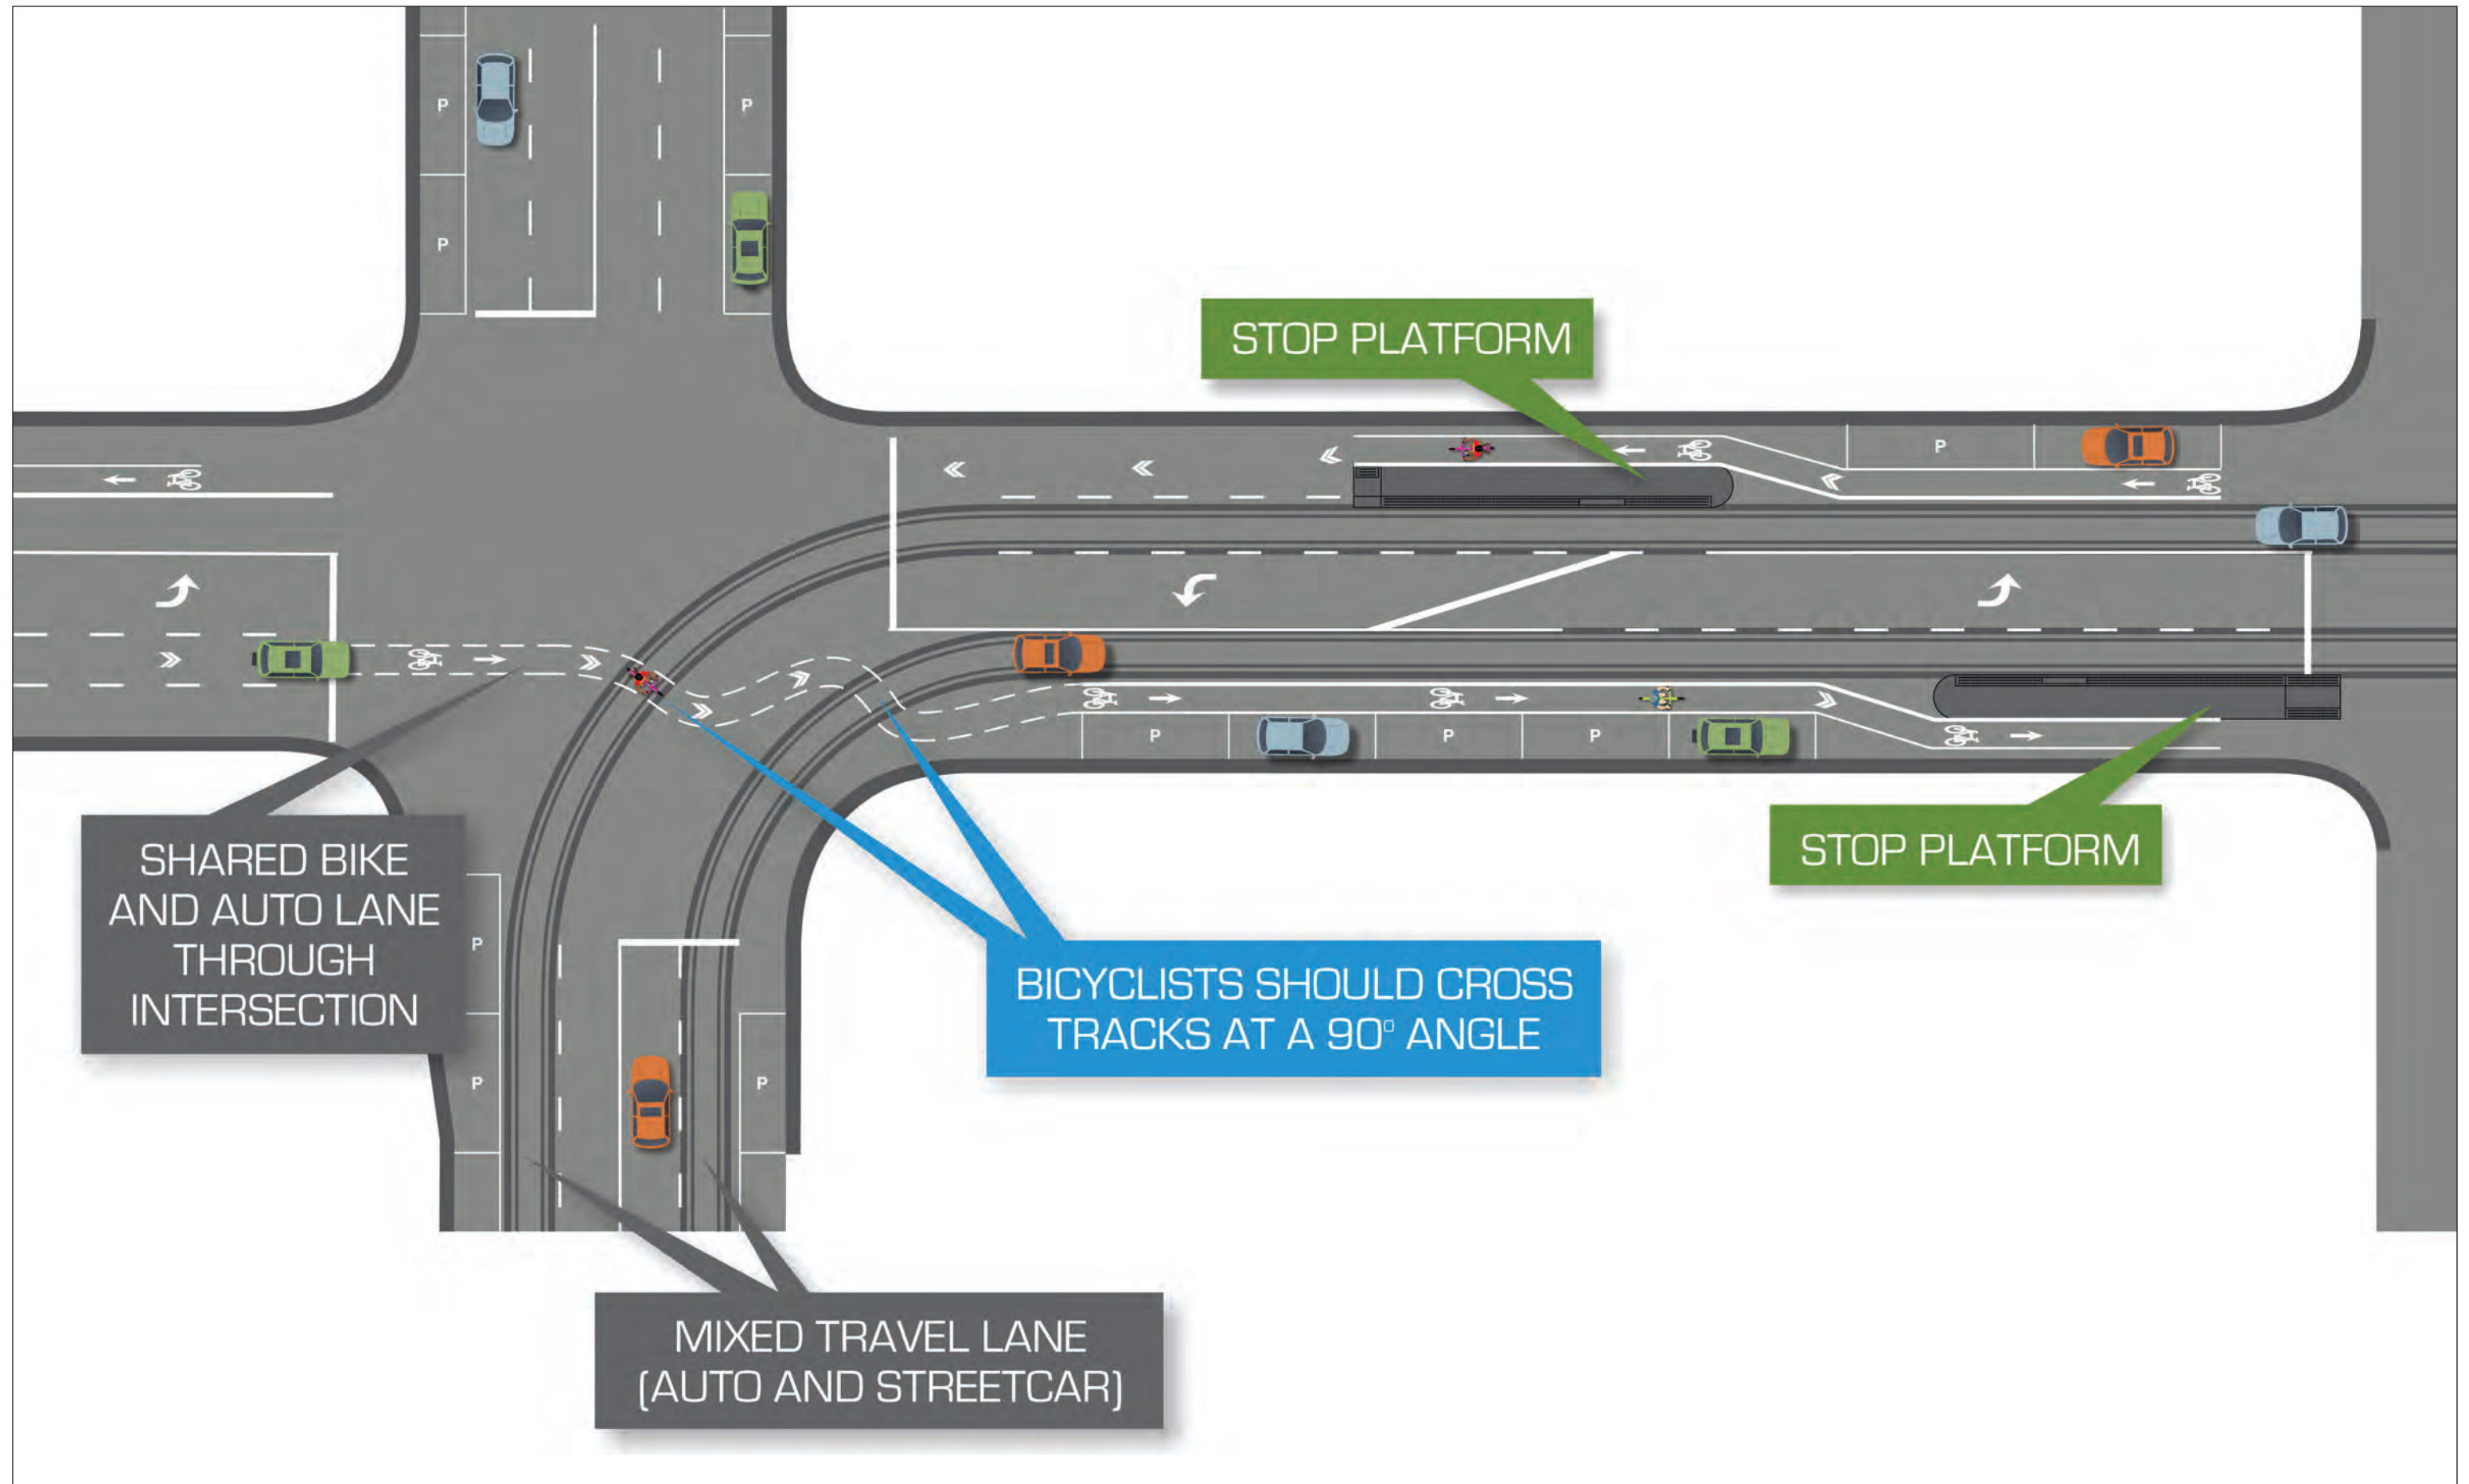 P
P
P
STOP PLATFORM
P
P
P
P
SHARED BIKE
AND AUTO LANE
THROUGH
INTERSECTION
STOP PLATFORM
P
BICYCLISTS SHOULD CROSS
TRACKS AT A 90° ANGLE
P
P
MIXED TRAVEL LANE
(AUTO AND STREETCAR)